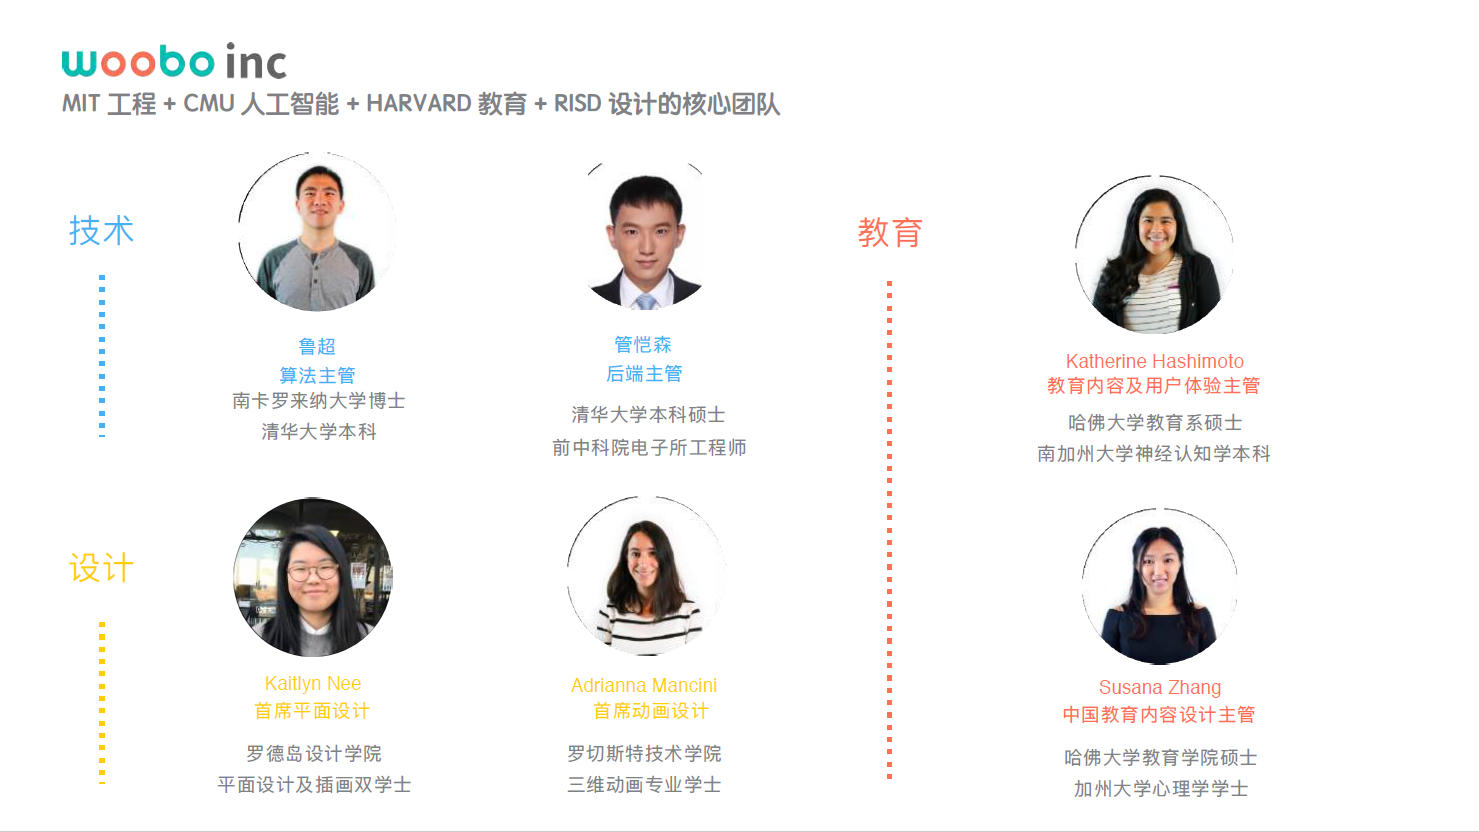 woobo inc
MIT 工程 + CMU 人工智能 + HARVARD 教育 + RISD 设计的核心团队
技术
鲁超
算法主管
南卡罗来纳大学博士
清华大学本科
管恺森
后端主管
清华大学本科硕士
前中科院电子所工程师
设计
Kaitlyn Nee
首席平面设计
罗德岛设计学院
平面设计及插画双学士
Adrianna Mancini
首席动画设计
罗切斯特技术学院
三维动画专业学士
教育
Katherine Hashimoto
教育内容及用户体验主管
哈佛大学教育系硕士
南加州大学神经认知学本科
Susana Zhang
中国教育内容设计主管
哈佛大学教育学院硕士
加州大学心理学学士